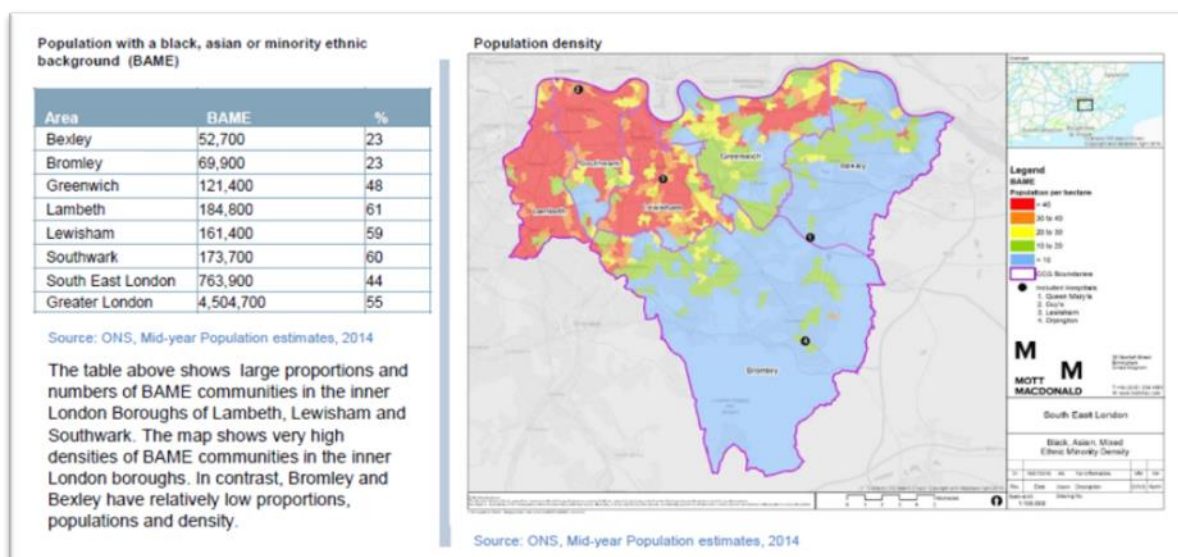 Population with a black, asian or minority ethnic
background (BAME)
Area BAME %
Bexley 52,700 23
Bromley 69,900 23
Greenwich 121,400 48
Lambeth 184,800 61
Lewisham 161,400 59
Southwark 173,700 60
South East London 763,900 44
Greater London 4,504,700 55
Source: ONS, Mid-year Population estimates, 2014
The table above shows large proportions and
numbers of BAME communities in the inner
London Boroughs of Lambeth, Lewisham and
Southwark. The map shows very high
densities of BAME communities in the inner
London boroughs. In contrast, Bromley and
Bexley have relatively low proportions,
populations and density.
Population density
Southwark
Greenwich
Bexley
Lambeth
Lewisham
Bromley
2
3
1
4
Legend
BAME
Population per hectare
> 40
30 to 40
20 to 30
10 to 20
< 10
CCG Boundaries
Included Hospitals
1. Queen Mary's
2. Guy's
3. Lewisham
4. Orpington
M
M
MOTT
MACDONALD
South East London
Black, Asian, Mixed
Ethnic Minority Density
Source: ONS, Mid-year Population estimates, 2014